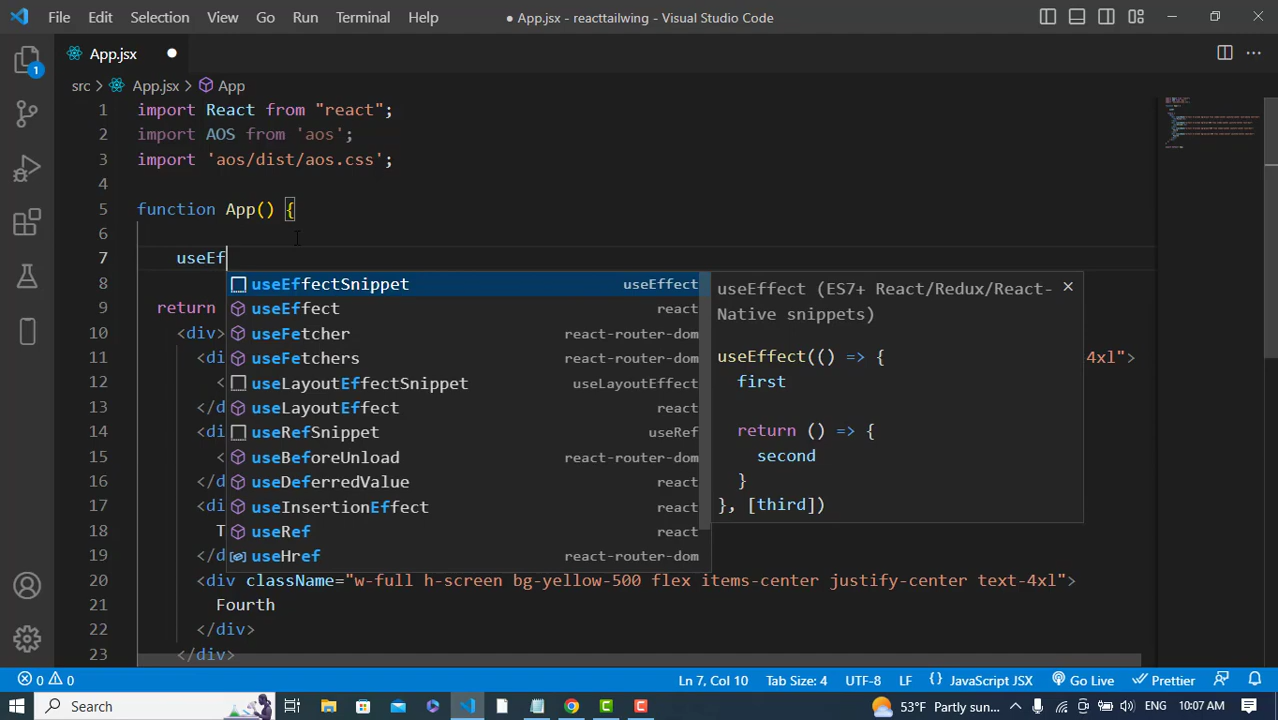 File Edit Selection View Go Run Terminal Help
● App.jsx - reacttailwing - Visual Studio Code
App.jsx
1
src > App.jsx > App
1 import React from "react";
2 import AOS from 'aos';
3 import 'aos/dist/aos.css';
4
5 function App() {
6
7 useEf
8
9 return
10 <div>
11 <di 4xl">
12 <
13 </d
14 <di
15 <
16 </d
17 <di
18 T
19 </d
20 <div className="w-full h-screen bg-yellow-500 flex items-center justify-center text-4xl">
21 Fourth
22 </div>
23 </div>
useEffectSnippet useEffect
useEffect react
useFetcher react-router-dom
useFetchers react-router-dom
useLayoutEffectSnippet useLayoutEffect
useLayoutEffect react
useRefSnippet useRef
useBeforeUnload react-router-dom
useDeferredValue react
useInsertionEffect react
useRef react
useHref react-router-dom
useEffect (ES7+ React/Redux/React-
Native snippets)
useEffect(() => {
first
return () => {
second
}
}, [third])
0 0 Ln 7, Col 10 Tab Size: 4 UTF-8 LF {} JavaScript JSX Go Live Prettier
Search 53°F Partly sun... ENG 10:07 AM